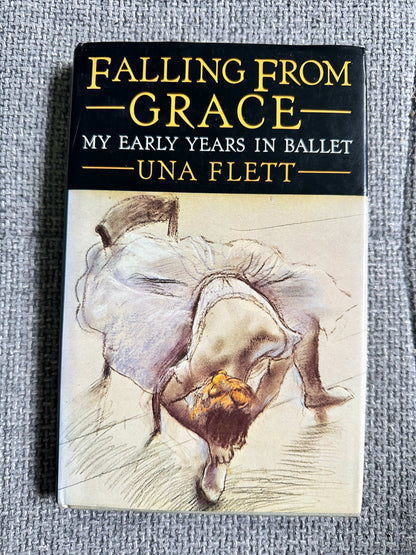 FALLING FROM
GRACE
MY EARLY YEARS IN BALLET
UNA FLETT